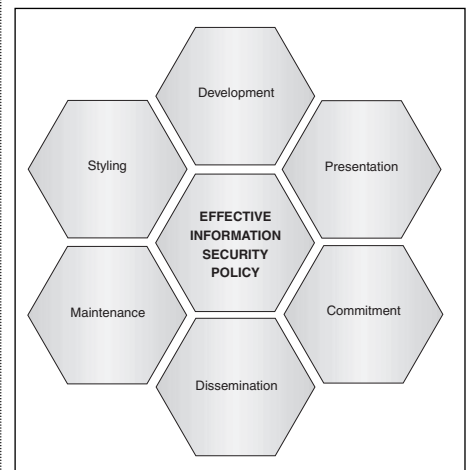 Development
Styling
Presentation
EFFECTIVE
INFORMATION
SECURITY
POLICY
Maintenance
Commitment
Dissemination